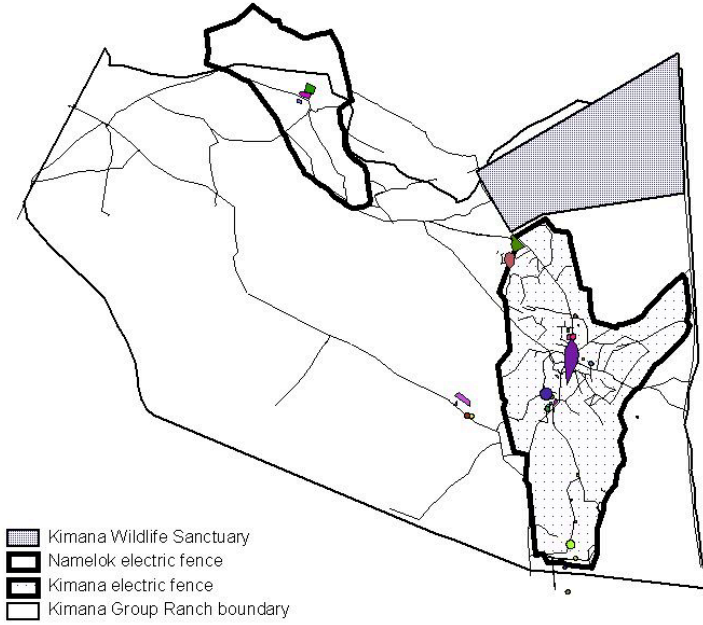 Kimana Wildlife Sanctuary
Namelok electric fence
Kimana electric fence
Kimana Group Ranch boundary